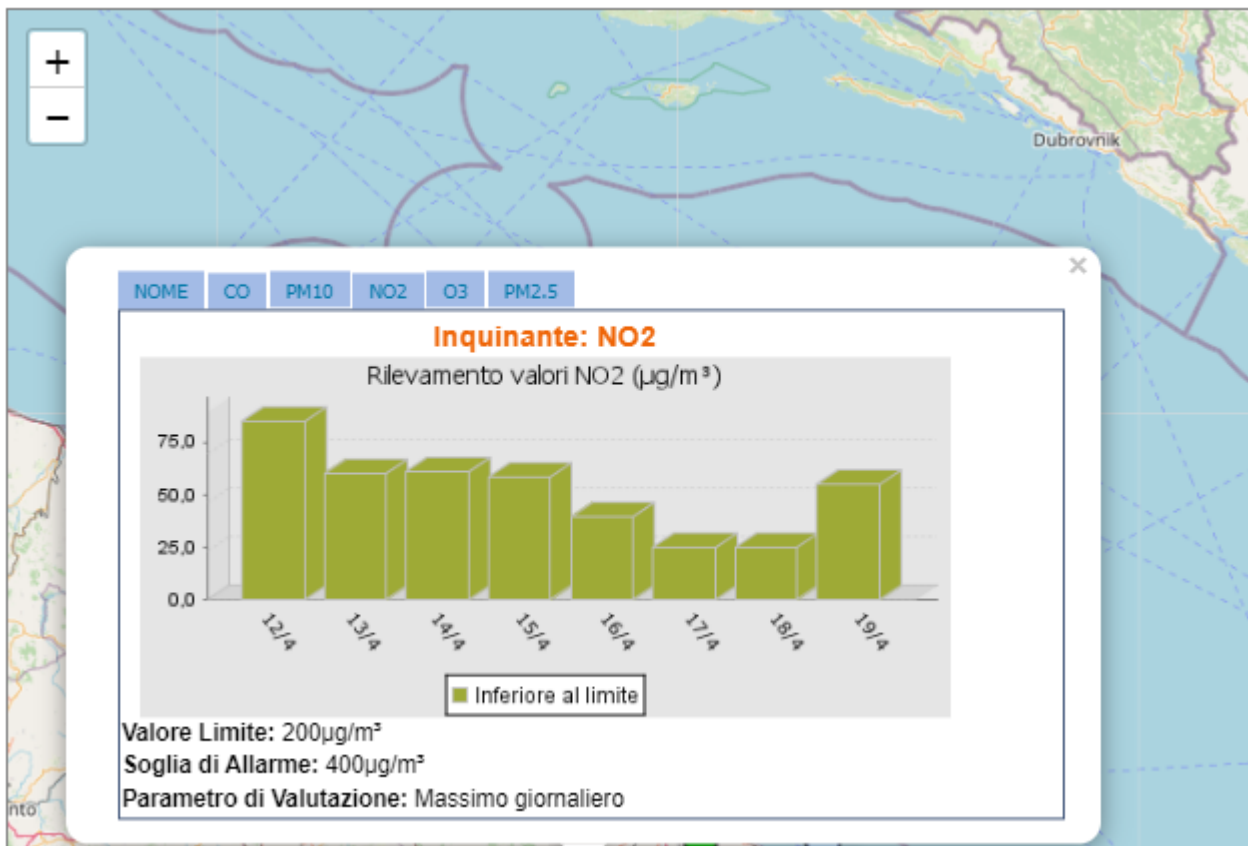 +
−
Dubrovnik
×
NOME CO PM10 NO2 O3 PM2.5
Inquinante: NO2
Rilevamento valori NO2 (µg/m³)
75,0
50,0
25,0
0,0
12/4 13/4 14/4 15/4 16/4 17/4 18/4 19/4
Inferiore al limite
Valore Limite: 200µg/m³
Soglia di Allarme: 400µg/m³
Parametro di Valutazione: Massimo giornaliero
nto